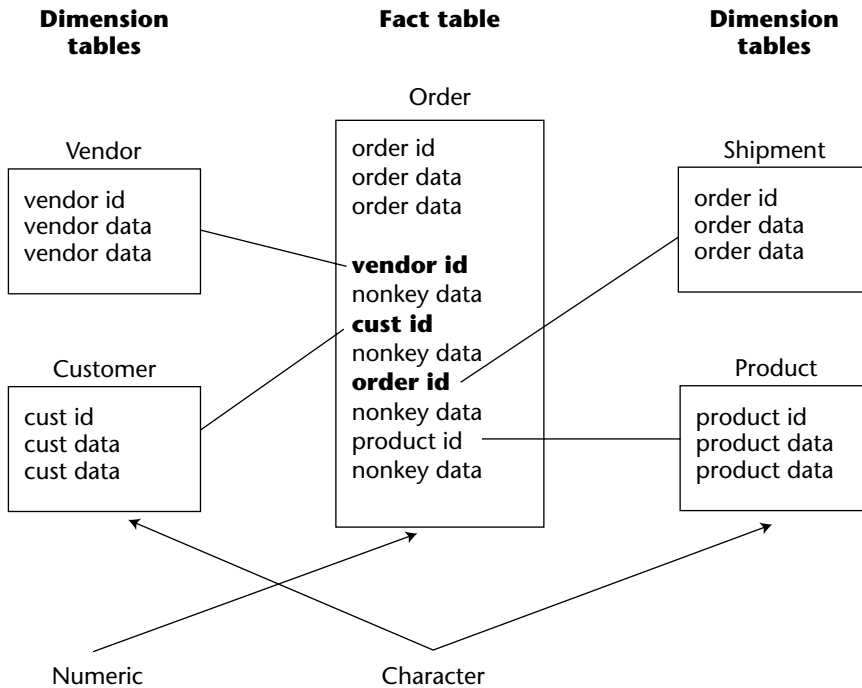 Dimension
tables
Fact table
Dimension
tables
Order
order id
order data
order data
vendor id
nonkey data
cust id
nonkey data
order id
nonkey data
product id
nonkey data
Vendor
vendor id
vendor data
vendor data
Customer
cust id
cust data
cust data
Shipment
order id
order data
order data
Product
product id
product data
product data
Numeric
Character